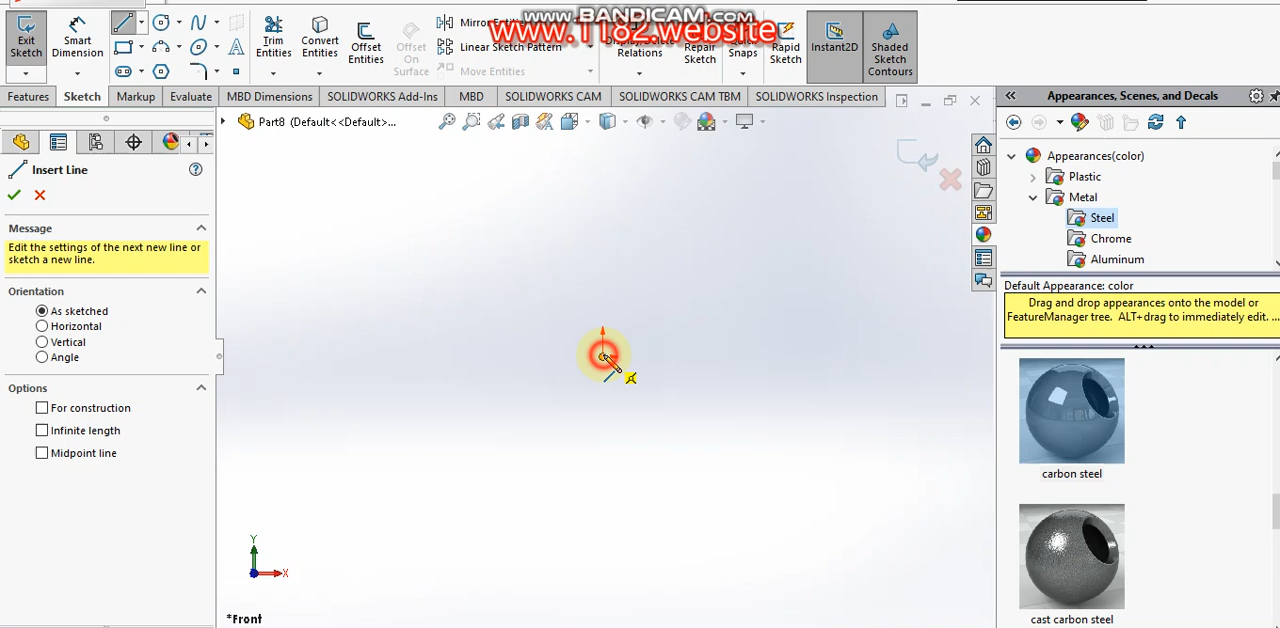 www.BANDICAM.com
www.1182.website
Exit Sketch
Smart Dimension
Trim Entities
Convert Entities
Offset Entities
Offset On Surface
Mirror Entities
Linear Sketch Pattern
Move Entities
Relations
Repair Sketch
Snaps
Rapid Sketch
Instant2D
Shaded Sketch Contours
Features
Sketch
Markup
Evaluate
MBD Dimensions
SOLIDWORKS Add-Ins
MBD
SOLIDWORKS CAM
SOLIDWORKS CAM TBM
SOLIDWORKS Inspection
Part8 (Default<<Default>...
Insert Line
Message
Edit the settings of the next new line or
sketch a new line.
Orientation
As sketched
Horizontal
Vertical
Angle
Options
For construction
Infinite length
Midpoint line
Y
X
*Front
Appearances, Scenes, and Decals
Appearances(color)
Plastic
Metal
Steel
Chrome
Aluminum
Default Appearance: color
Drag and drop appearances onto the model or
FeatureManager tree. ALT+drag to immediately edit. ...
carbon steel
cast carbon steel